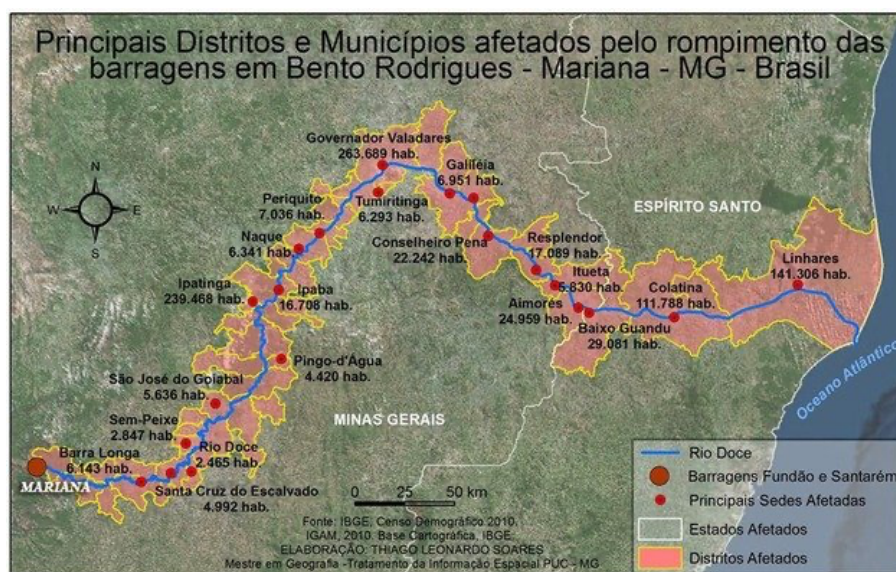 Principais Distritos e Municípios afetados pelo rompimento das
barragens em Bento Rodrigues - Mariana - MG - Brasil
Governador Valadares
263.689 hab.
Galiléia
6.951 hab.
N
W
E
S
Periquito
7.036 hab.
Tumiritinga
6.293 hab.
ESPÍRITO SANTO
Naque
6.341 hab.
Conselheiro Pena
22.242 hab.
Resplendor
17.089 hab.
Linhares
141.306 hab.
Itueta
5.830 hab.
Colatina
111.788 hab.
Ipatinga
239.468 hab.
Ipaba
16.708 hab.
Aimorés
24.959 hab.
Baixo Guandu
29.081 hab.
Pingo-d'Água
4.420 hab.
Oceano Atlântico
São José do Goiabal
5.636 hab.
Sem-Peixe
2.847 hab.
MINAS GERAIS
Rio Doce
2.465 hab.
Barra Longa
6.143 hab.
MARIANA
Santa Cruz do Escalvado
4.992 hab.
0 25 50 km
Fonte: IBGE, Censo Demográfico 2010.
IGAM, 2010. Base Cartográfica, IBGE.
ELABORAÇÃO: THIAGO LEONARDO SOARES
Mestre em Geografia -Tratamento da Informação Espacial PUC - MG
Rio Doce
Barragens Fundão e Santarém
Principais Sedes Afetadas
Estados Afetados
Distritos Afetados